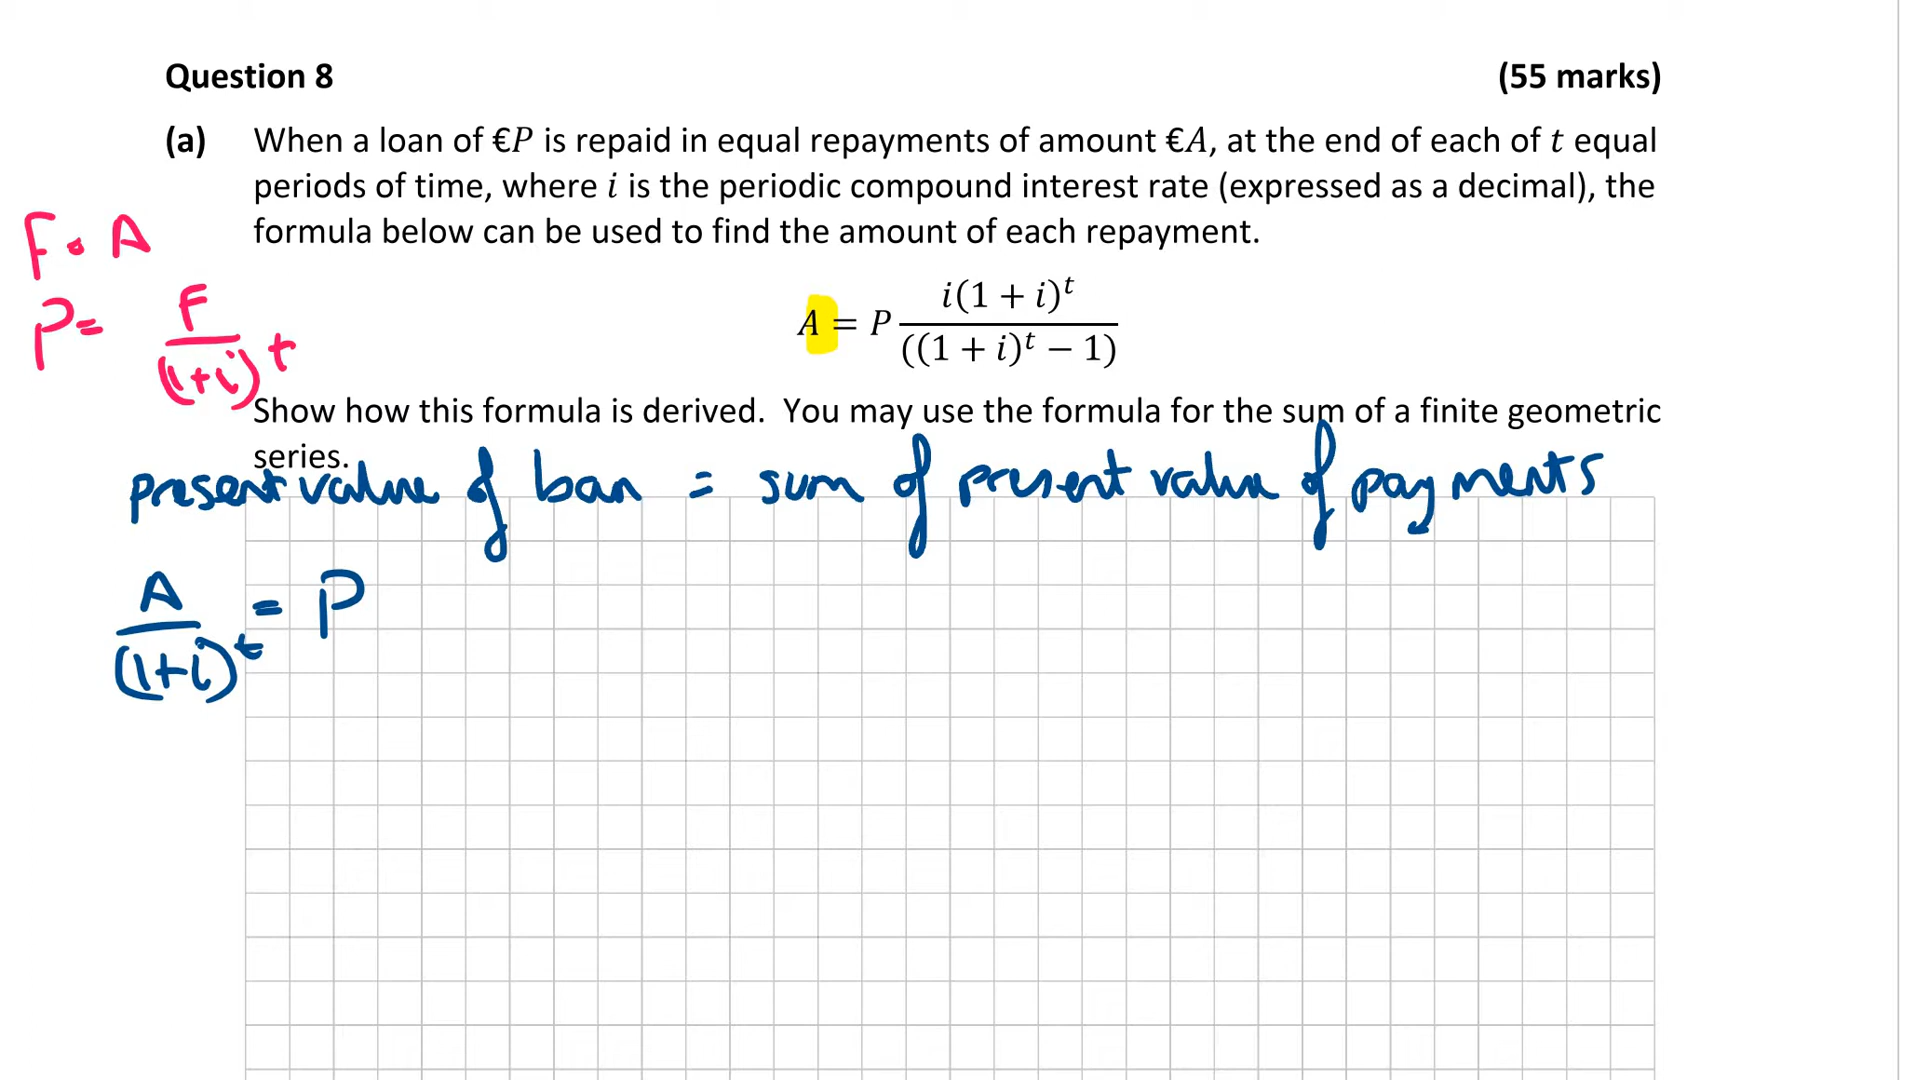 Question 8 (55 marks)
(a) When a loan of €P is repaid in equal repayments of amount €A, at the end of each of t equal
periods of time, where i is the periodic compound interest rate (expressed as a decimal), the
formula below can be used to find the amount of each repayment.
F = A
A = P i(1 + i)^t / ((1 + i)^t − 1)
P = F / (1+i)^t
Show how this formula is derived. You may use the formula for the sum of a finite geometric
series.
present value of loan = sum of present value of payments
A / (1+i)^t = P